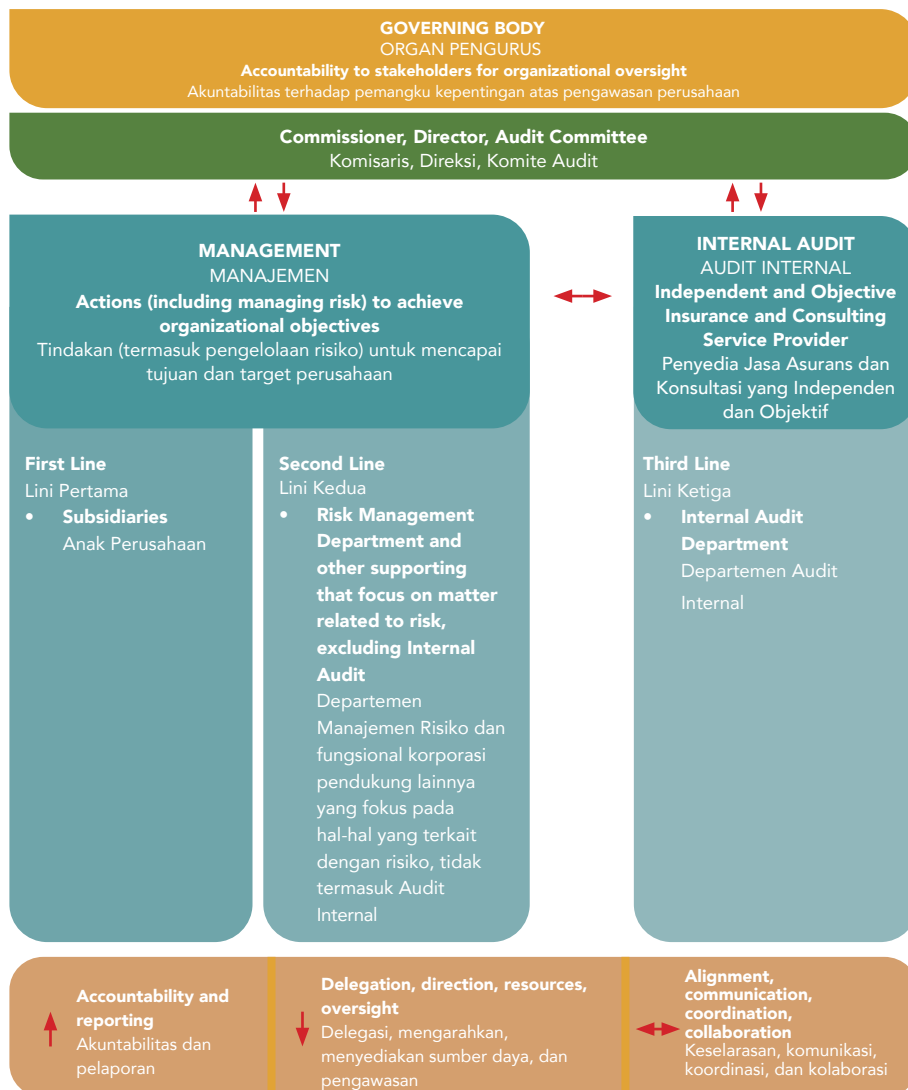 GOVERNING BODY
ORGAN PENGURUS
Accountability to stakeholders for organizational oversight
Akuntabilitas terhadap pemangku kepentingan atas pengawasan perusahaan
Commissioner, Director, Audit Committee
Komisaris, Direksi, Komite Audit
MANAGEMENT
MANAJEMEN
Actions (including managing risk) to achieve
organizational objectives
Tindakan (termasuk pengelolaan risiko) untuk mencapai
tujuan dan target perusahaan
INTERNAL AUDIT
AUDIT INTERNAL
Independent and Objective
Insurance and Consulting
Service Provider
Penyedia Jasa Asurans dan
Konsultasi yang Independen
dan Objektif
First Line
Lini Pertama
• Subsidiaries
Anak Perusahaan
Second Line
Lini Kedua
• Risk Management
Department and
other supporting
that focus on matter
related to risk,
excluding Internal
Audit
Departemen
Manajemen Risiko dan
fungsional korporasi
pendukung lainnya
yang fokus pada
hal-hal yang terkait
dengan risiko, tidak
termasuk Audit
Internal
Third Line
Lini Ketiga
• Internal Audit
Department
Departemen Audit
Internal
Accountability and
reporting
Akuntabilitas dan
pelaporan
Delegation, direction, resources,
oversight
Delegasi, mengarahkan,
menyediakan sumber daya, dan
pengawasan
Alignment,
communication,
coordination,
collaboration
Keselarasan, komunikasi,
koordinasi, dan kolaborasi